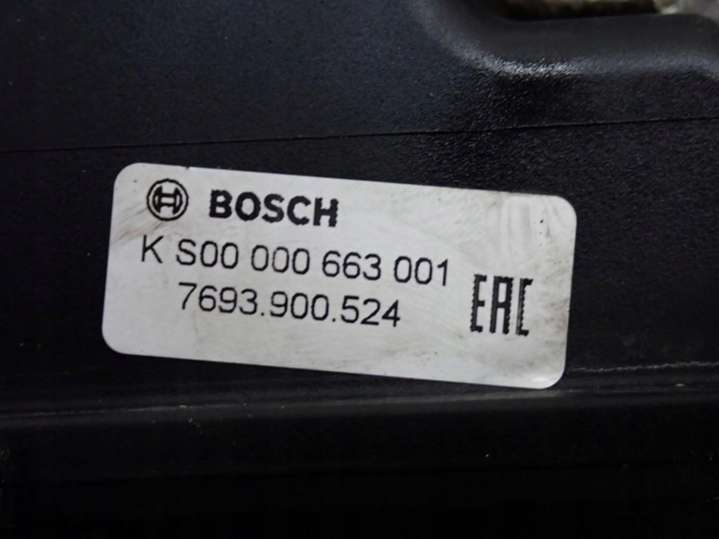 BOSCH
K S00 000 663 001
7693.900.524
EAC